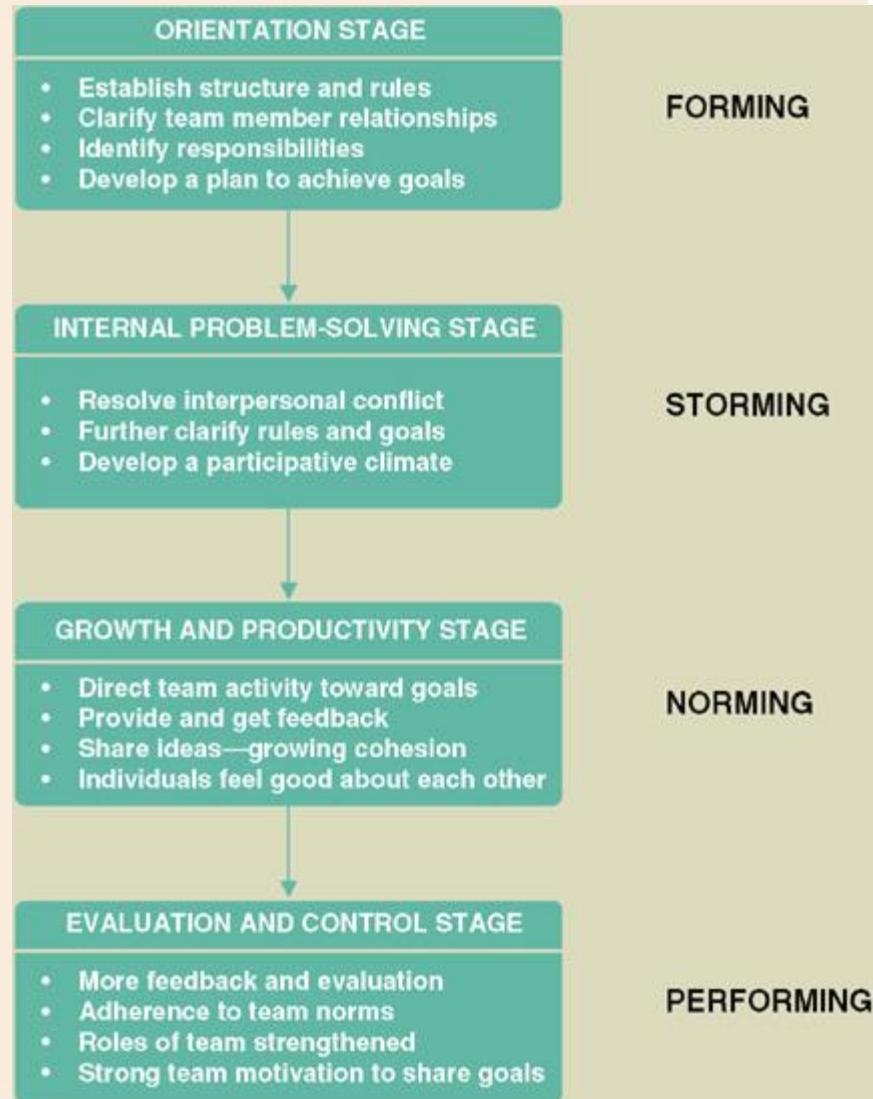 ORIENTATION STAGE
• Establish structure and rules
• Clarify team member relationships
• Identify responsibilities
• Develop a plan to achieve goals
FORMING
INTERNAL PROBLEM-SOLVING STAGE
• Resolve interpersonal conflict
• Further clarify rules and goals
• Develop a participative climate
STORMING
GROWTH AND PRODUCTIVITY STAGE
• Direct team activity toward goals
• Provide and get feedback
• Share ideas—growing cohesion
• Individuals feel good about each other
NORMING
EVALUATION AND CONTROL STAGE
• More feedback and evaluation
• Adherence to team norms
• Roles of team strengthened
• Strong team motivation to share goals
PERFORMING